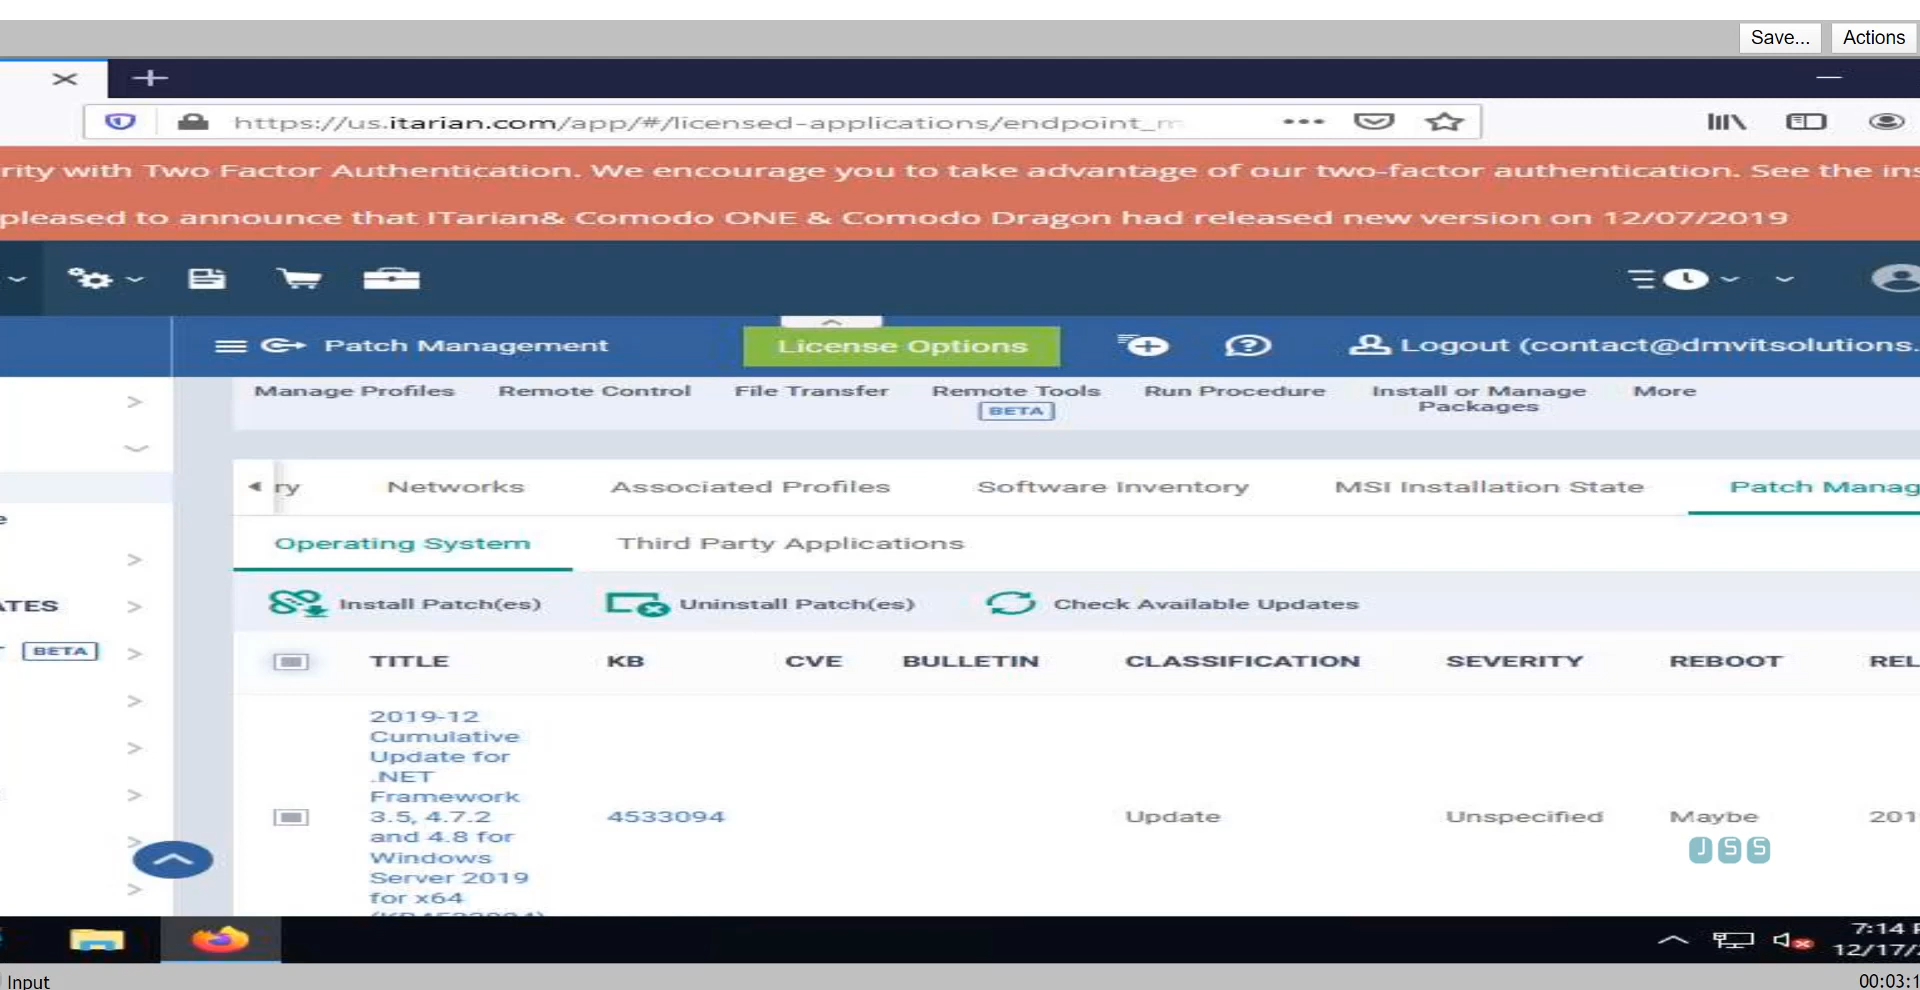 Save... Actions
https://us.itarian.com/app/#/licensed-applications/endpoint_m
rity with Two Factor Authentication. We encourage you to take advantage of our two-factor authentication. See the ins
pleased to announce that ITarian& Comodo ONE & Comodo Dragon had released new version on 12/07/2019
Patch Management License Options Logout (contact@dmvitsolutions.
Manage Profiles Remote Control File Transfer Remote Tools Run Procedure Install or Manage More
BETA Packages
ry Networks Associated Profiles Software Inventory MSI Installation State Patch Manag
e
Operating System Third Party Applications
ATES Install Patch(es) Uninstall Patch(es) Check Available Updates
BETA
TITLE KB CVE BULLETIN CLASSIFICATION SEVERITY REBOOT REL
2019-12
Cumulative
Update for
.NET
Framework
3.5, 4.7.2 4533094 Update Unspecified Maybe 201
and 4.8 for
JSS
Windows
Server 2019
for x64
7:14 P
12/17/
Input 00:03:1